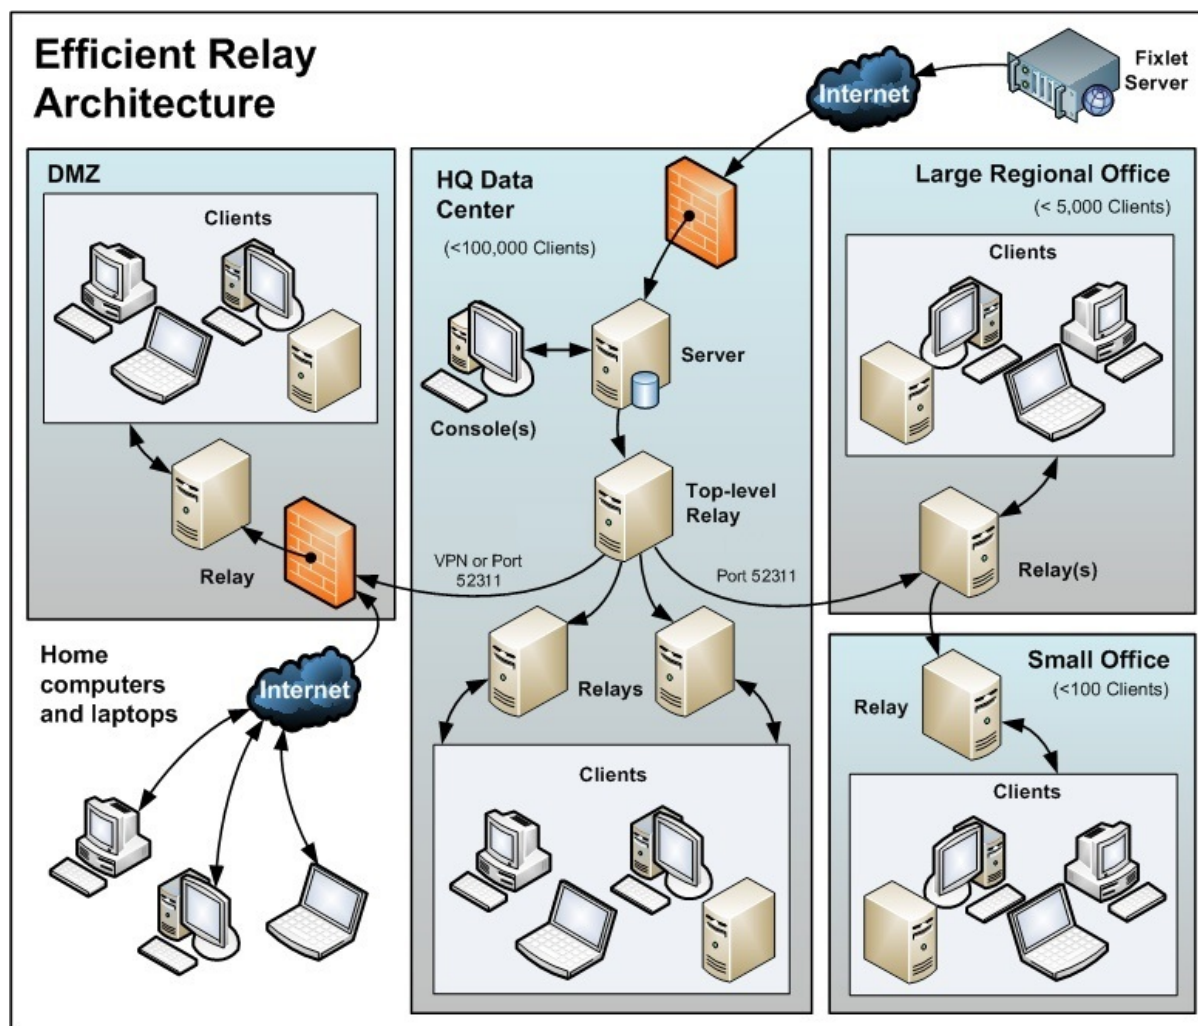 Efficient Relay
Architecture
Internet
Fixlet
Server
DMZ
Clients
Relay
HQ Data
Center
(<100,000 Clients)
Server
Console(s)
Top-level
Relay
VPN or Port
52311
Port 52311
Relays
Clients
Large Regional Office
(< 5,000 Clients)
Clients
Relay(s)
Small Office
(<100 Clients)
Relay
Clients
Home
computers
and laptops
Internet